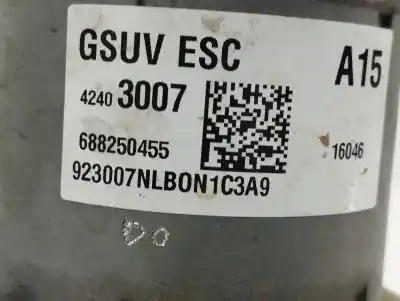 GSUV ESC A15
4240 3007
688250455 16046
923007NLBON1C3A9